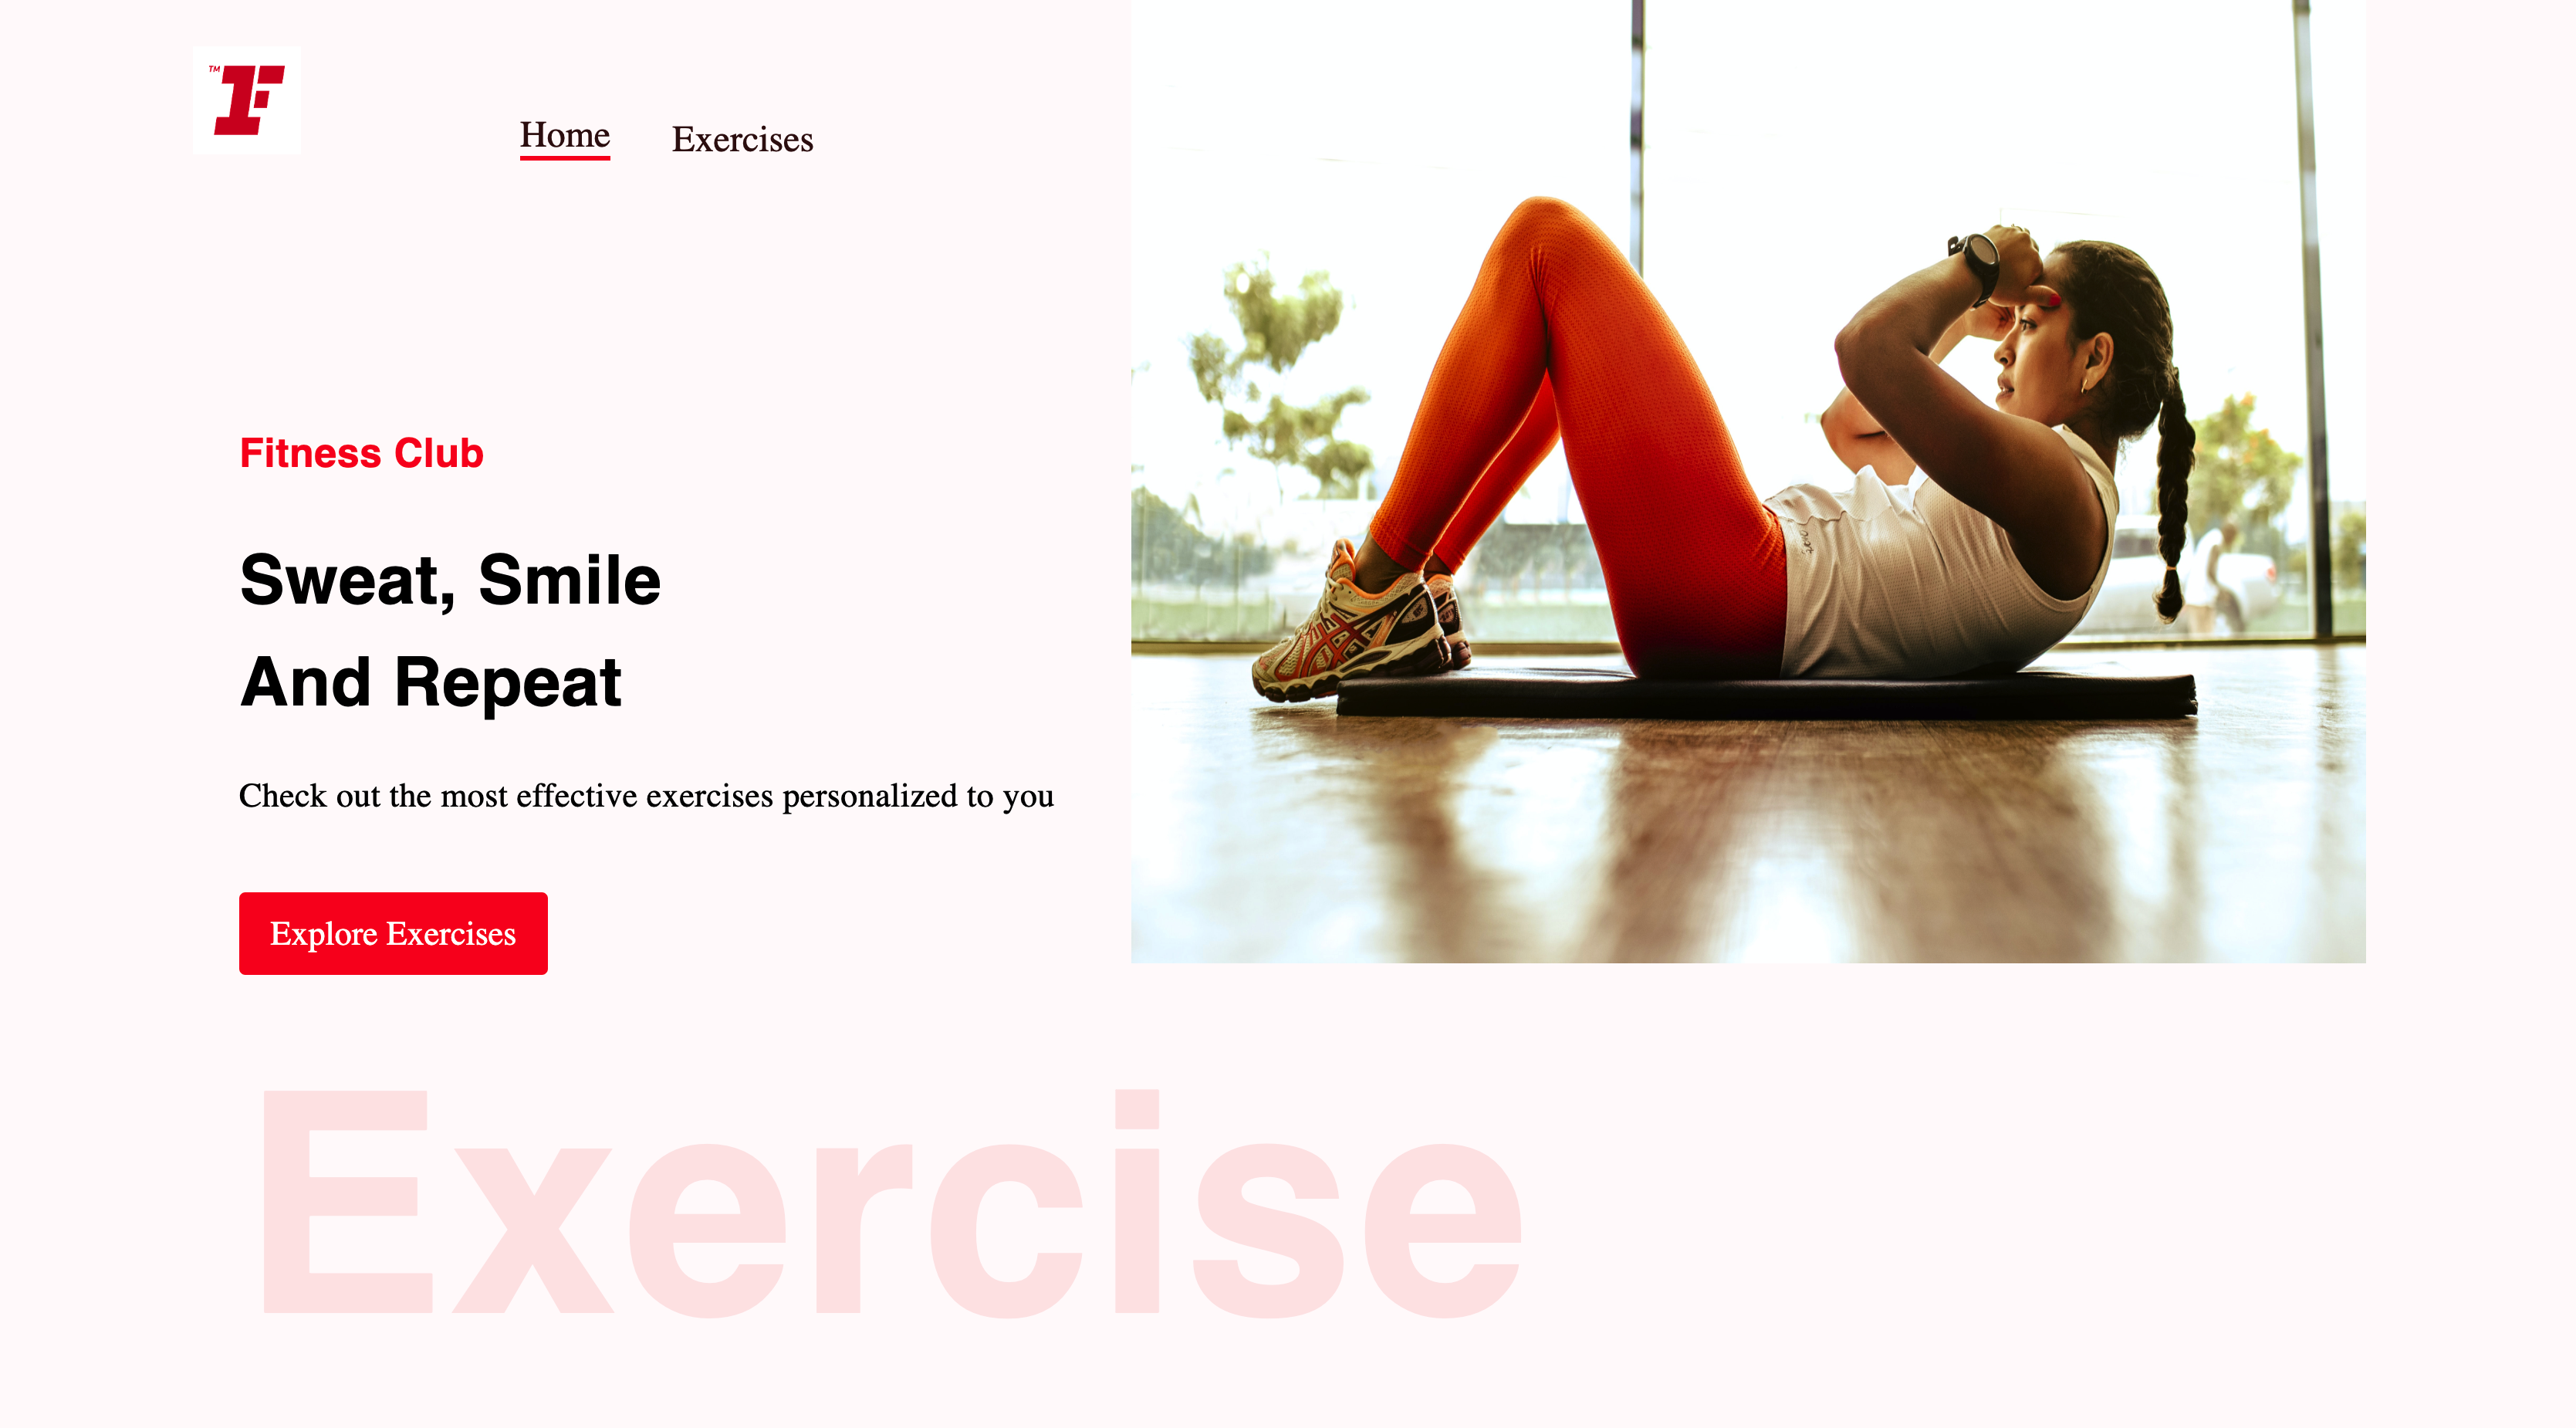 TM
F
Home
Exercises
Fitness Club
Sweat, Smile
And Repeat
Check out the most effective exercises personalized to you
Explore Exercises
Exercise